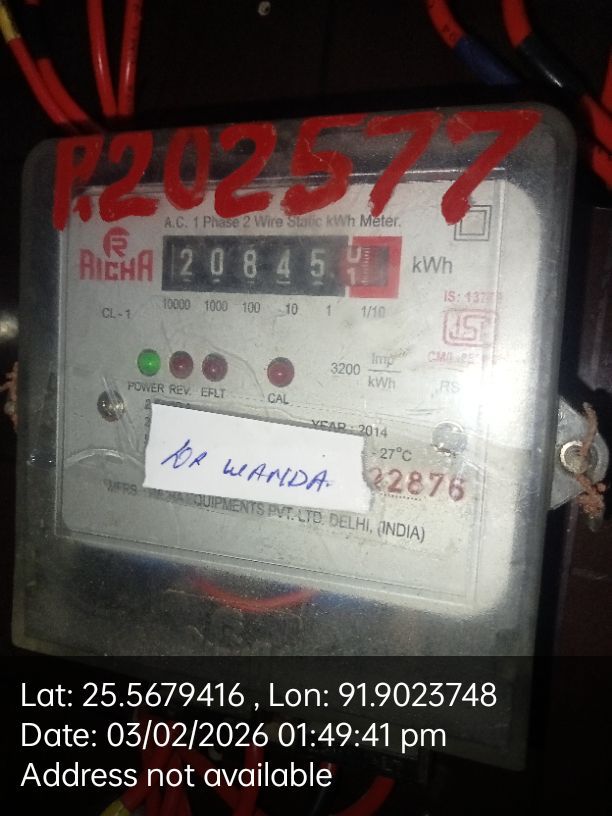 P.202577
A.C. 1 Phase 2 Wire Static kWh Meter.
R
RICHA
20845
kWh
10000 1000 100 10 1 1/10
CL-1
IS:
ISI
3200 Imp/kWh
POWER REV. EFLT CAL
YEAR : 2014
27°C
DR WANDA
22876
EQUIPMENTS PVT. LTD. DELHI, (INDIA)
Lat: 25.5679416 , Lon: 91.9023748
Date: 03/02/2026 01:49:41 pm
Address not available